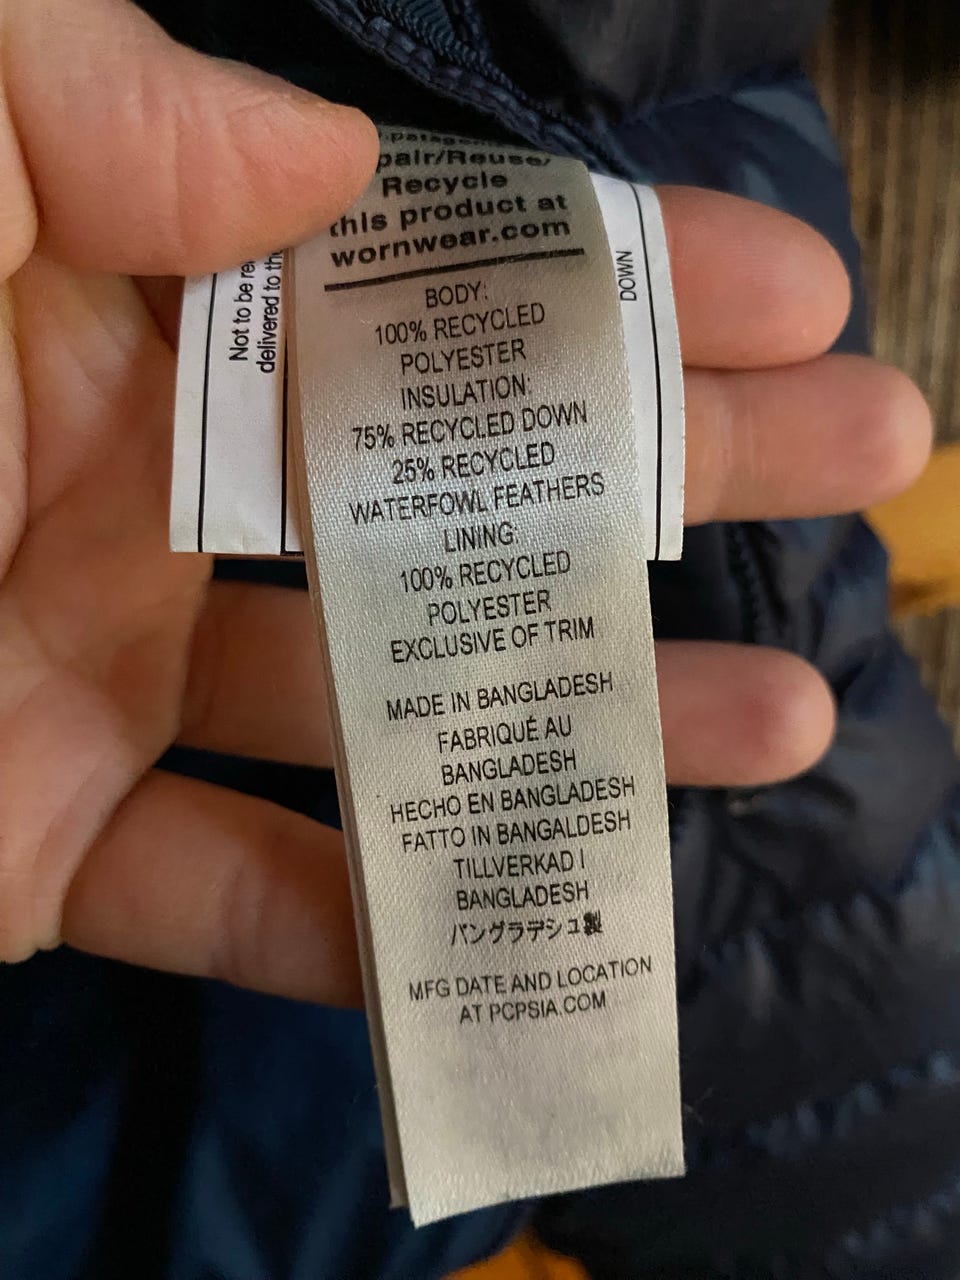 pair/Reuse/
Recycle
this product at
wornwear.com
BODY:
100% RECYCLED
POLYESTER
INSULATION:
75% RECYCLED DOWN
25% RECYCLED
WATERFOWL FEATHERS
LINING:
100% RECYCLED
POLYESTER
EXCLUSIVE OF TRIM
MADE IN BANGLADESH
FABRIQUÉ AU
BANGLADESH
HECHO EN BANGLADESH
FATTO IN BANGALDESH
TILLVERKAD I
BANGLADESH
バングラデシュ製
MFG DATE AND LOCATION
AT PCPSIA.COM
Not to be re
delivered to th
DOWN